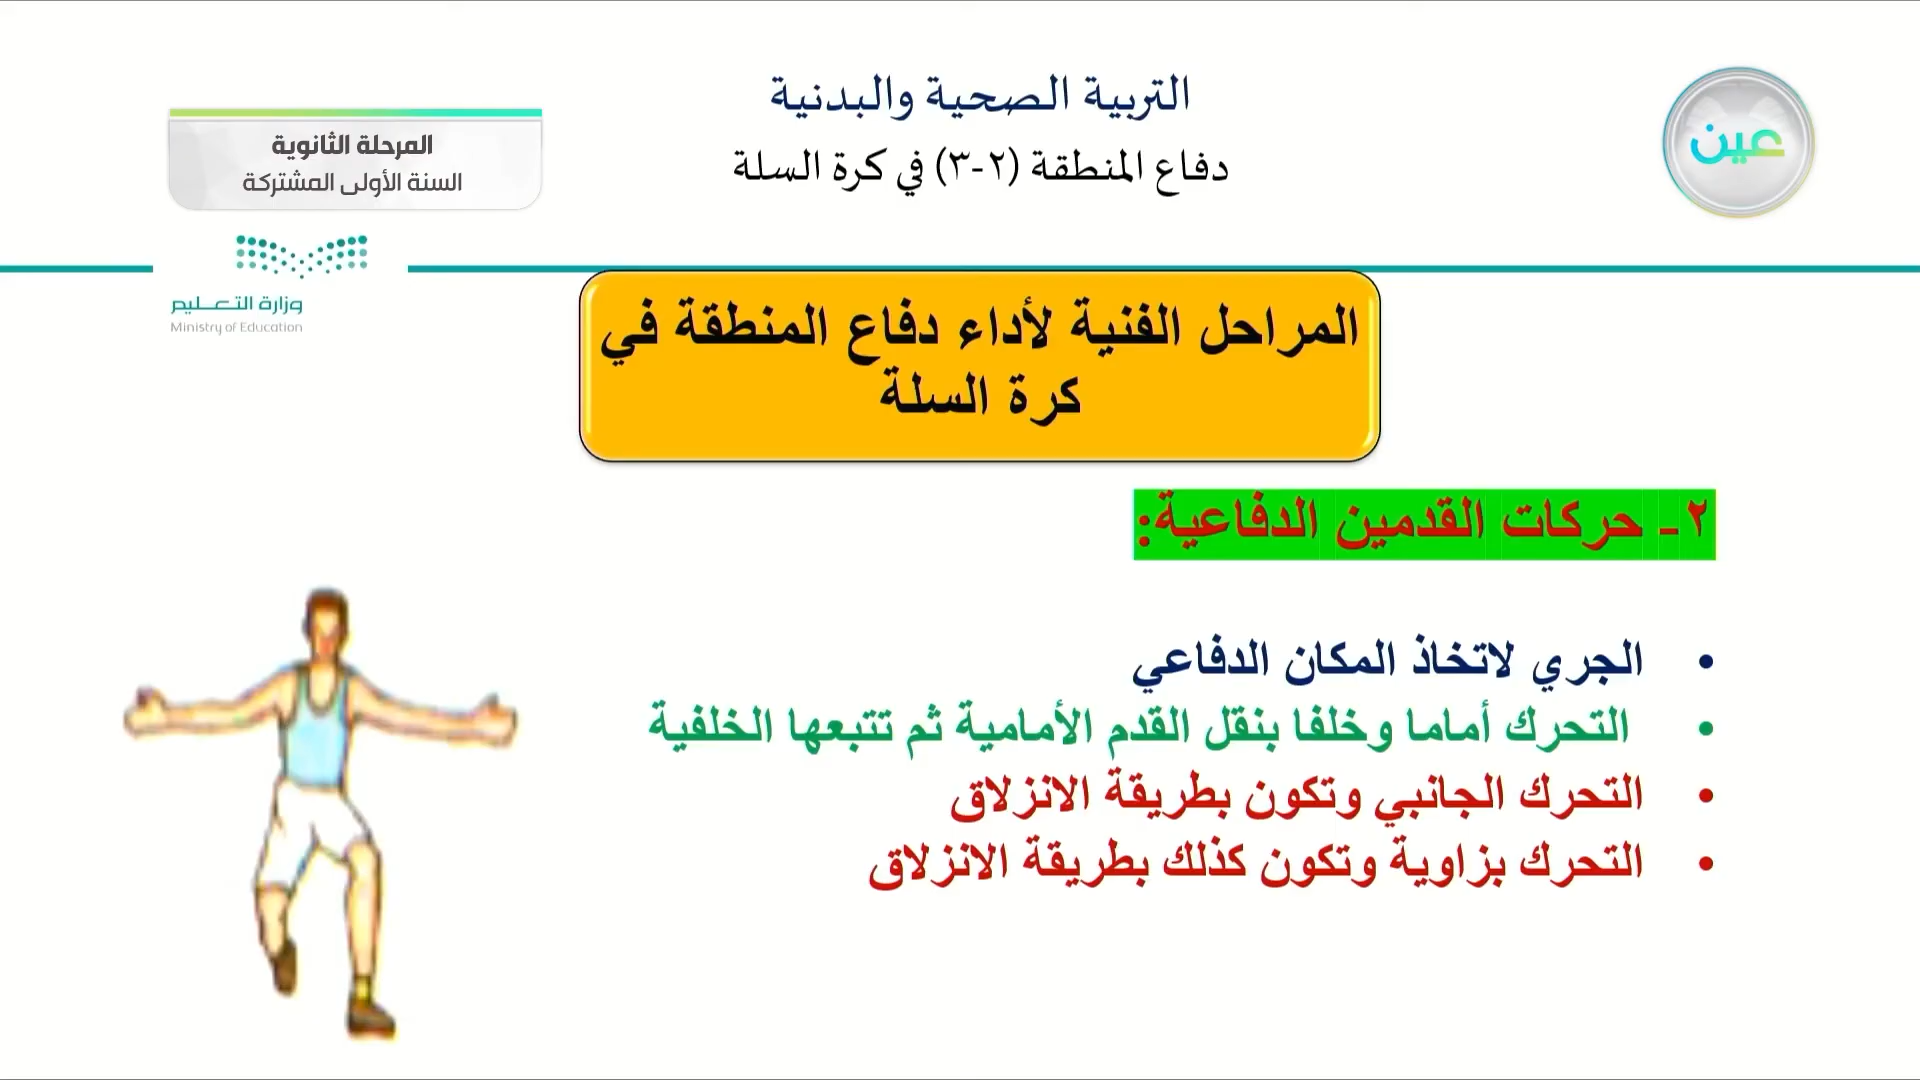 عين
التربية الصحية والبدنية
دفاع المنطقة (٢-٣) في كرة السلة
المرحلة الثانوية
السنة الأولى المشتركة
وزارة التعليم
Ministry of Education
المراحل الفنية لأداء دفاع المنطقة في
كرة السلة
٢- حركات القدمين الدفاعية:
• الجري لاتخاذ المكان الدفاعي
• التحرك أماما وخلفا بنقل القدم الأمامية ثم تتبعها الخلفية
• التحرك الجانبي وتكون بطريقة الانزلاق
• التحرك بزاوية وتكون كذلك بطريقة الانزلاق